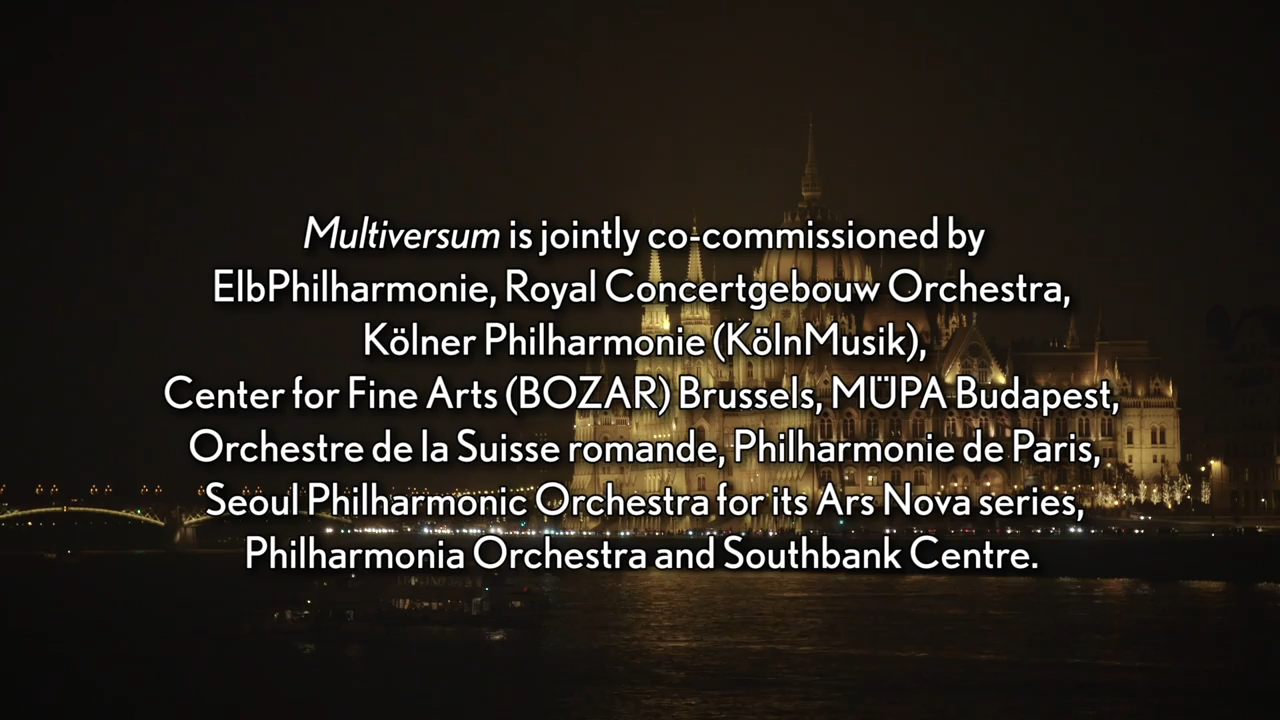 Multiversum is jointly co-commissioned by
ElbPhilharmonie, Royal Concertgebouw Orchestra,
Kölner Philharmonie (KölnMusik),
Center for Fine Arts (BOZAR) Brussels, MÜPA Budapest,
Orchestre de la Suisse romande, Philharmonie de Paris,
Seoul Philharmonic Orchestra for its Ars Nova series,
Philharmonia Orchestra and Southbank Centre.